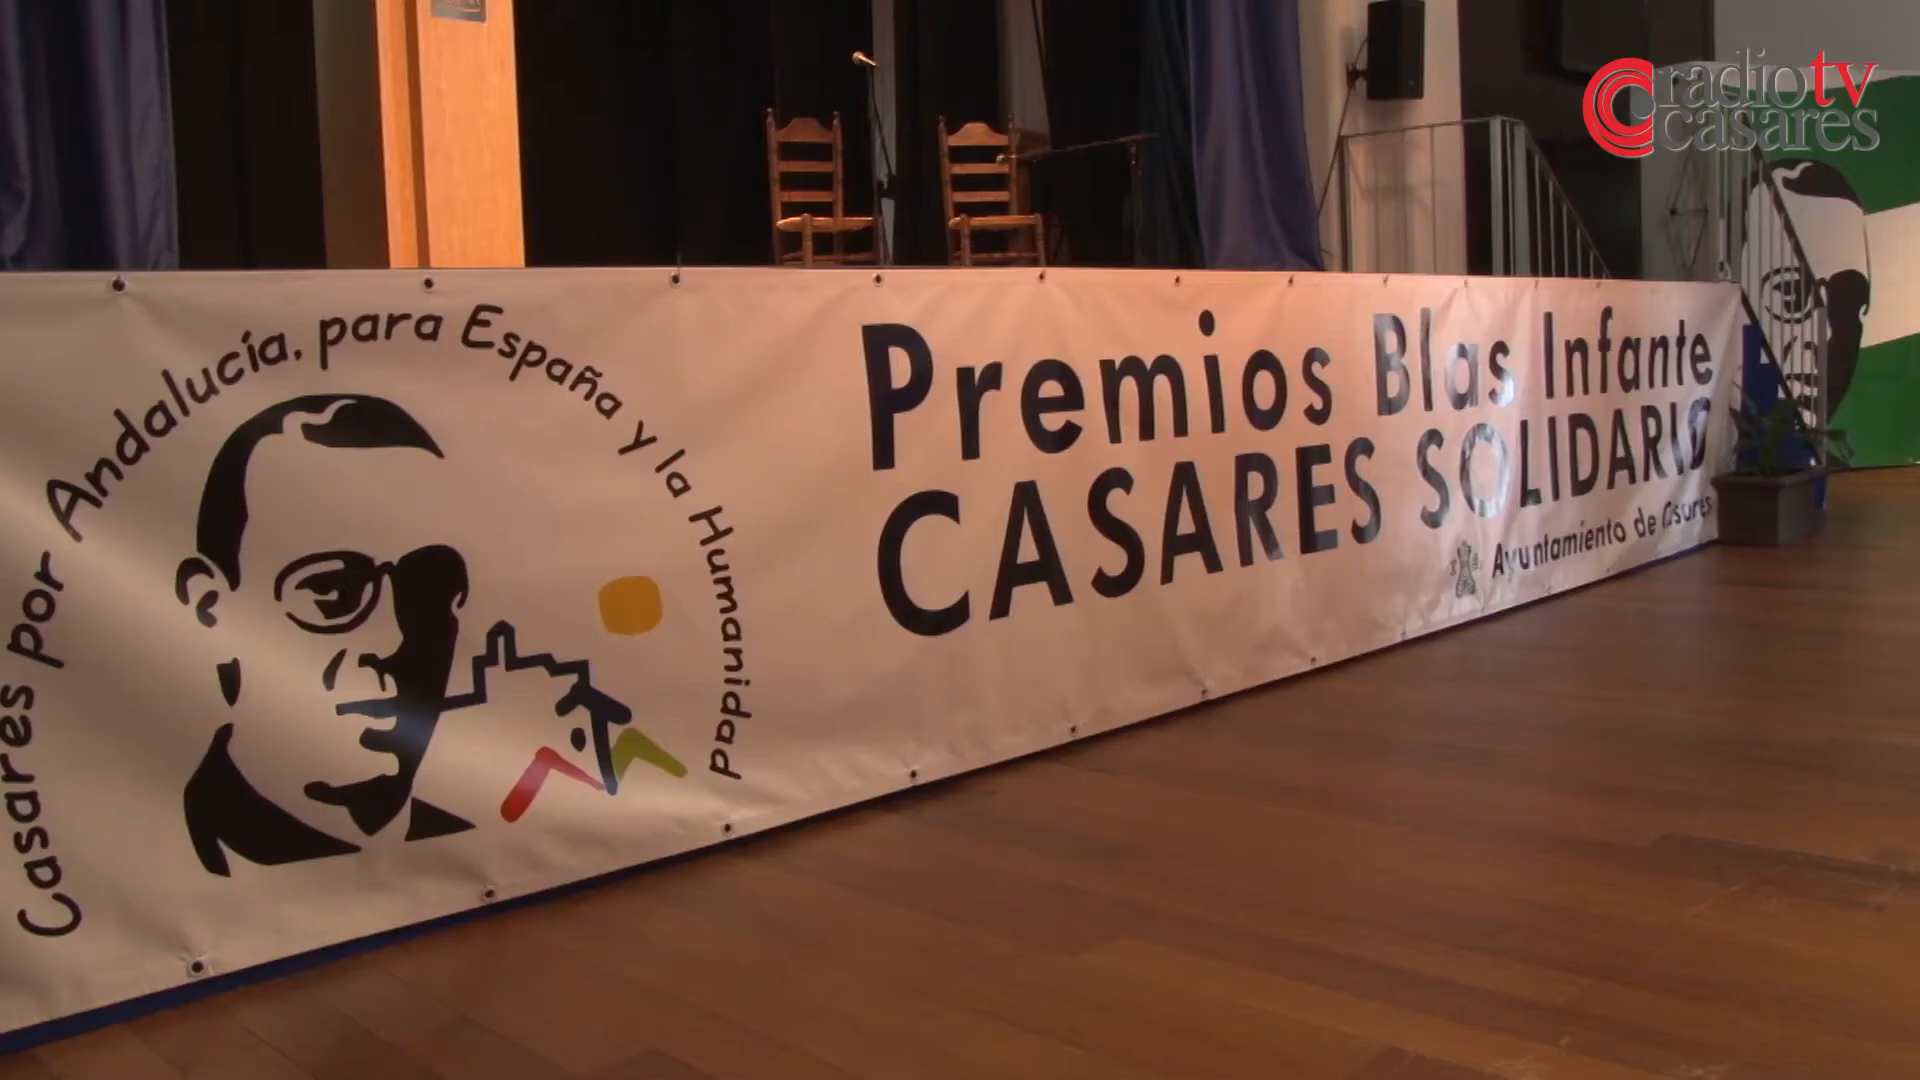 radiotv
casares
Casares por Andalucía, para España y la Humanidad
Premios Blas Infante
CASARES SOLIDARIO
Ayuntamiento de Casares